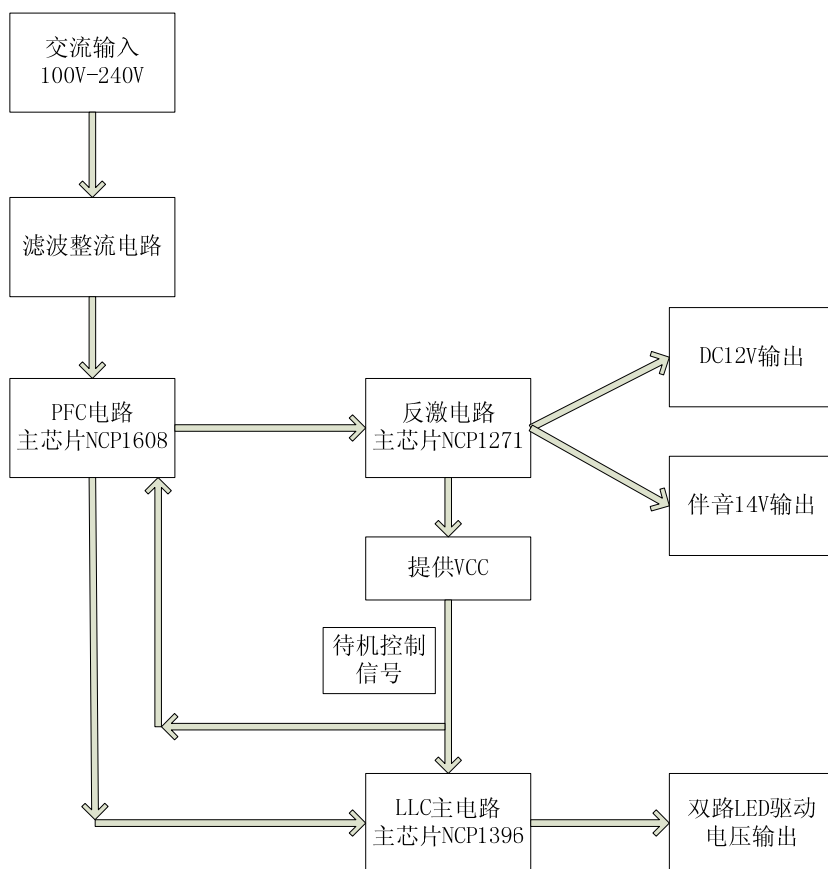 交流输入
100V-240V
滤波整流电路
PFC电路
主芯片NCP1608
反激电路
主芯片NCP1271
DC12V输出
伴音14V输出
提供VCC
待机控制
信号
LLC主电路
主芯片NCP1396
双路LED驱动
电压输出